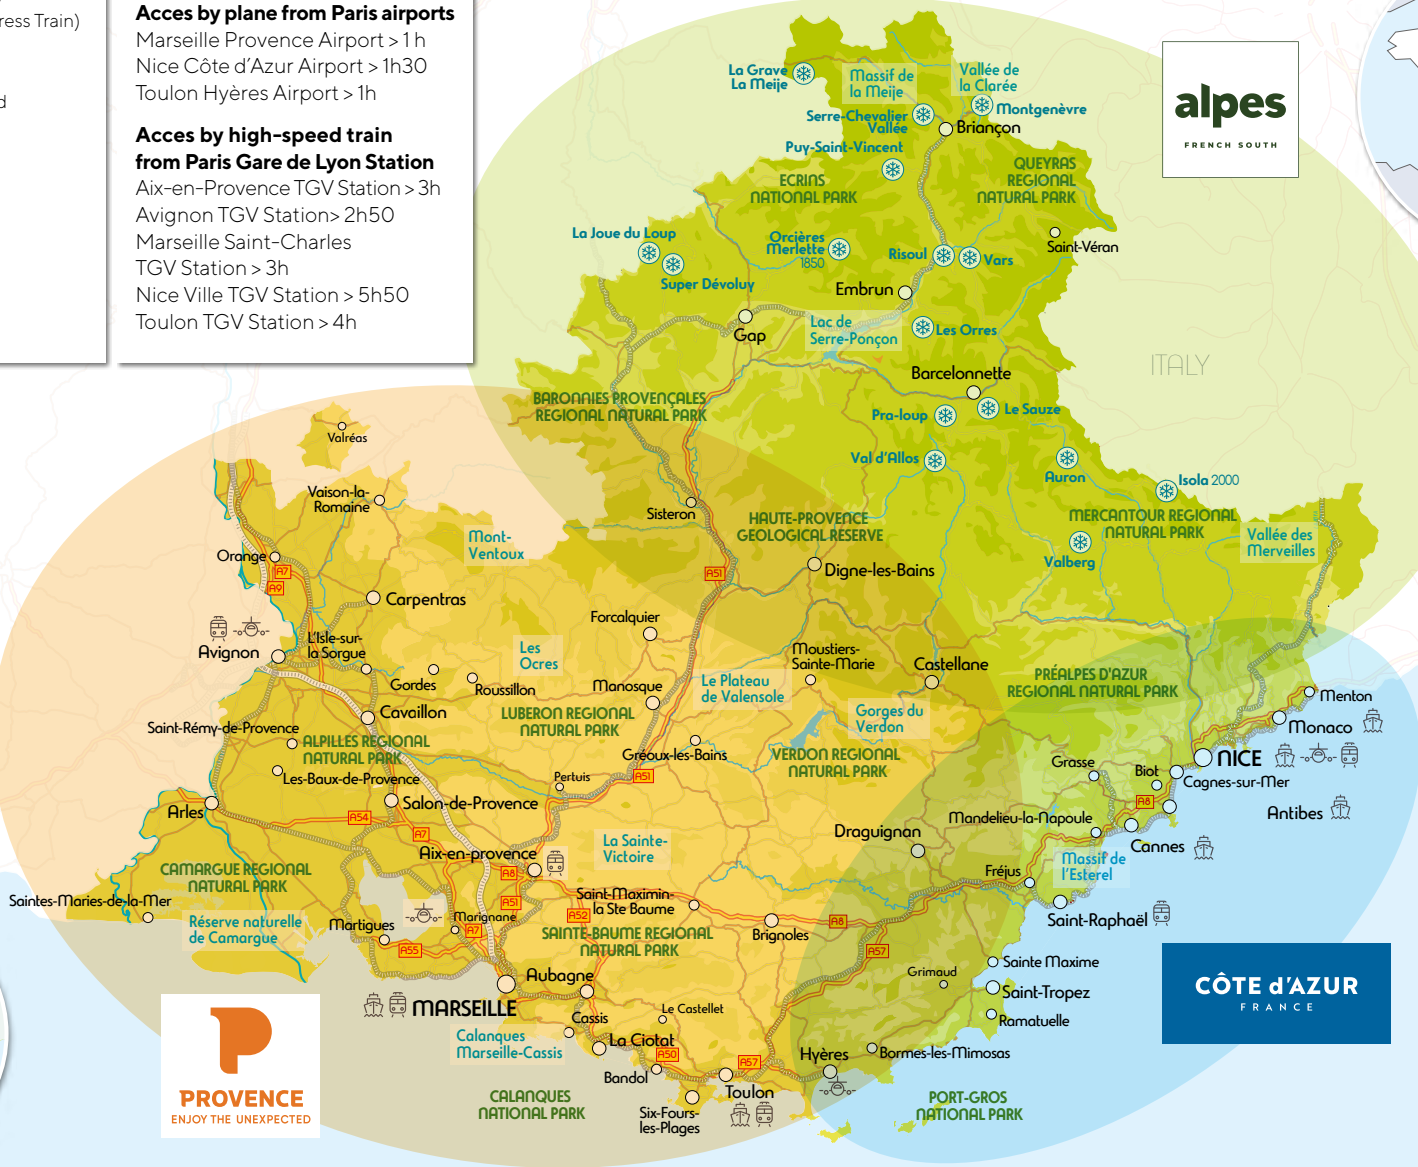 ress Train)
d
Acces by plane from Paris airports
Marseille Provence Airport > 1 h
Nice Côte d'Azur Airport > 1h30
Toulon Hyères Airport > 1h
Acces by high-speed train
from Paris Gare de Lyon Station
Aix-en-Provence TGV Station > 3h
Avignon TGV Station> 2h50
Marseille Saint-Charles
TGV Station > 3h
Nice Ville TGV Station > 5h50
Toulon TGV Station > 4h
alpes
FRENCH SOUTH
La Grave
La Meije
Massif de
la Meije
Vallée de
la Clarée
Montgenèvre
Serre-Chevalier
Vallée
Briançon
Puy-Saint-Vincent
ECRINS
NATIONAL PARK
QUEYRAS
REGIONAL
NATURAL PARK
La Joue du Loup
Super Dévoluy
Orcières
Merlette
1850
Risoul
Vars
Saint-Véran
Embrun
Gap
Lac de
Serre-Ponçon
Les Orres
ITALY
Barcelonnette
BARONNIES PROVENÇALES
REGIONAL NATURAL PARK
Pra-loup
Le Sauze
Valréas
Val d'Allos
Auron
Isola 2000
Vaison-la-
Romaine
Sisteron
HAUTE-PROVENCE
GEOLOGICAL RESERVE
MERCANTOUR REGIONAL
NATURAL PARK
Vallée des
Merveilles
Mont-
Ventoux
Valberg
Orange
A7
A9
A51
Digne-les-Bains
Carpentras
Forcalquier
Avignon
L'Isle-sur-
la Sorgue
Les
Ocres
Moustiers-
Sainte-Marie
Castellane
Gordes
Roussillon
Manosque
Le Plateau
de Valensole
PRÉALPES D'AZUR
REGIONAL NATURAL PARK
Menton
Cavaillon
LUBERON REGIONAL
NATURAL PARK
Gorges du
Verdon
Monaco
Saint-Rémy-de-Provence
ALPILLES REGIONAL
NATURAL PARK
Gréoux-les-Bains
VERDON REGIONAL
NATURAL PARK
NICE
Grasse
Biot
Cagnes-sur-Mer
Les-Baux-de-Provence
Pertuis
A51
A8
Arles
Salon-de-Provence
Antibes
A54
A7
Mandelieu-la-Napoule
Draguignan
Cannes
Aix-en-provence
La Sainte-
Victoire
Massif de
l'Esterel
CAMARGUE REGIONAL
NATURAL PARK
A8
Fréjus
Saintes-Maries-de-la-Mer
A51
Saint-Maximin-
la Ste Baume
A52
Saint-Raphaël
Réserve naturelle
de Camargue
Martigues
Marignane
A7
A55
SAINTE-BAUME REGIONAL
NATURAL PARK
Brignoles
A8
A57
Sainte Maxime
Aubagne
Grimaud
Saint-Tropez
CÔTE d'AZUR
FRANCE
MARSEILLE
Le Castellet
Cassis
Ramatuelle
Calanques
Marseille-Cassis
La Ciotat
A50
A57
Hyères
Bormes-les-Mimosas
Bandol
Toulon
CALANQUES
NATIONAL PARK
Six-Fours-
les-Plages
PORT-GROS
NATIONAL PARK
PROVENCE
ENJOY THE UNEXPECTED